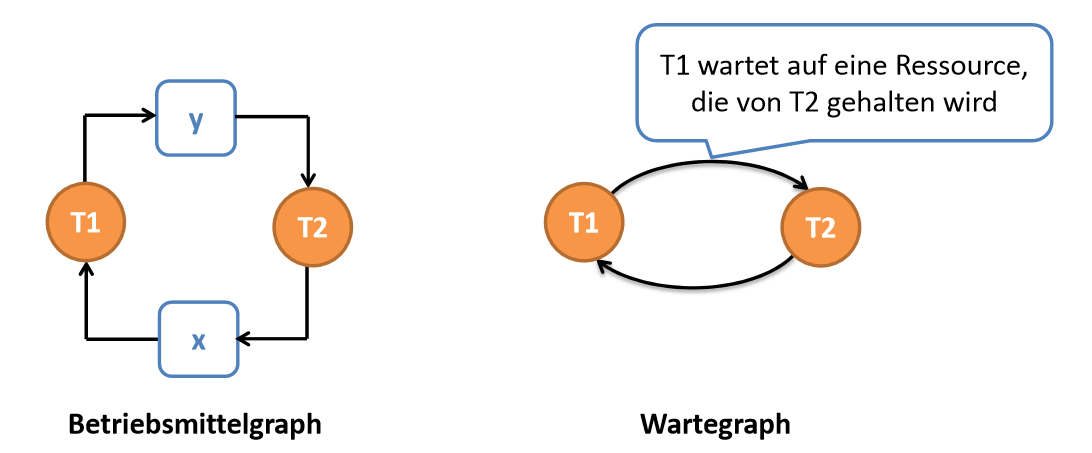 y
T1
T2
x
Betriebsmittelgraph
T1 wartet auf eine Ressource,
die von T2 gehalten wird
T1
T2
Wartegraph